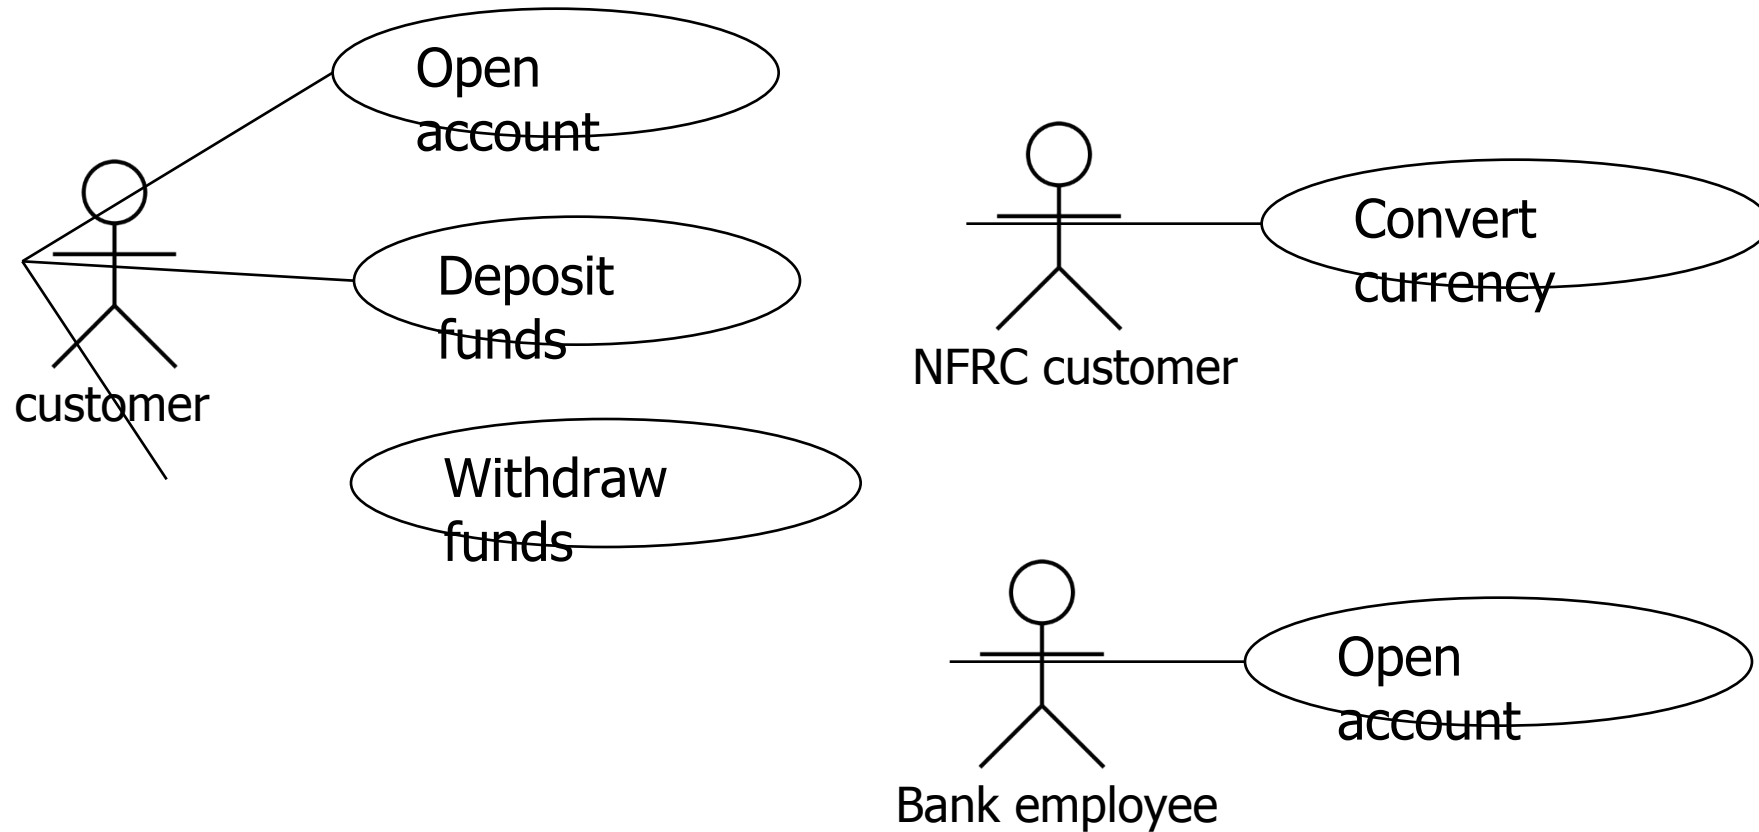 Open
account
Deposit
funds
customer
Withdraw
funds
Convert
currency
NFRC customer
Open
account
Bank employee